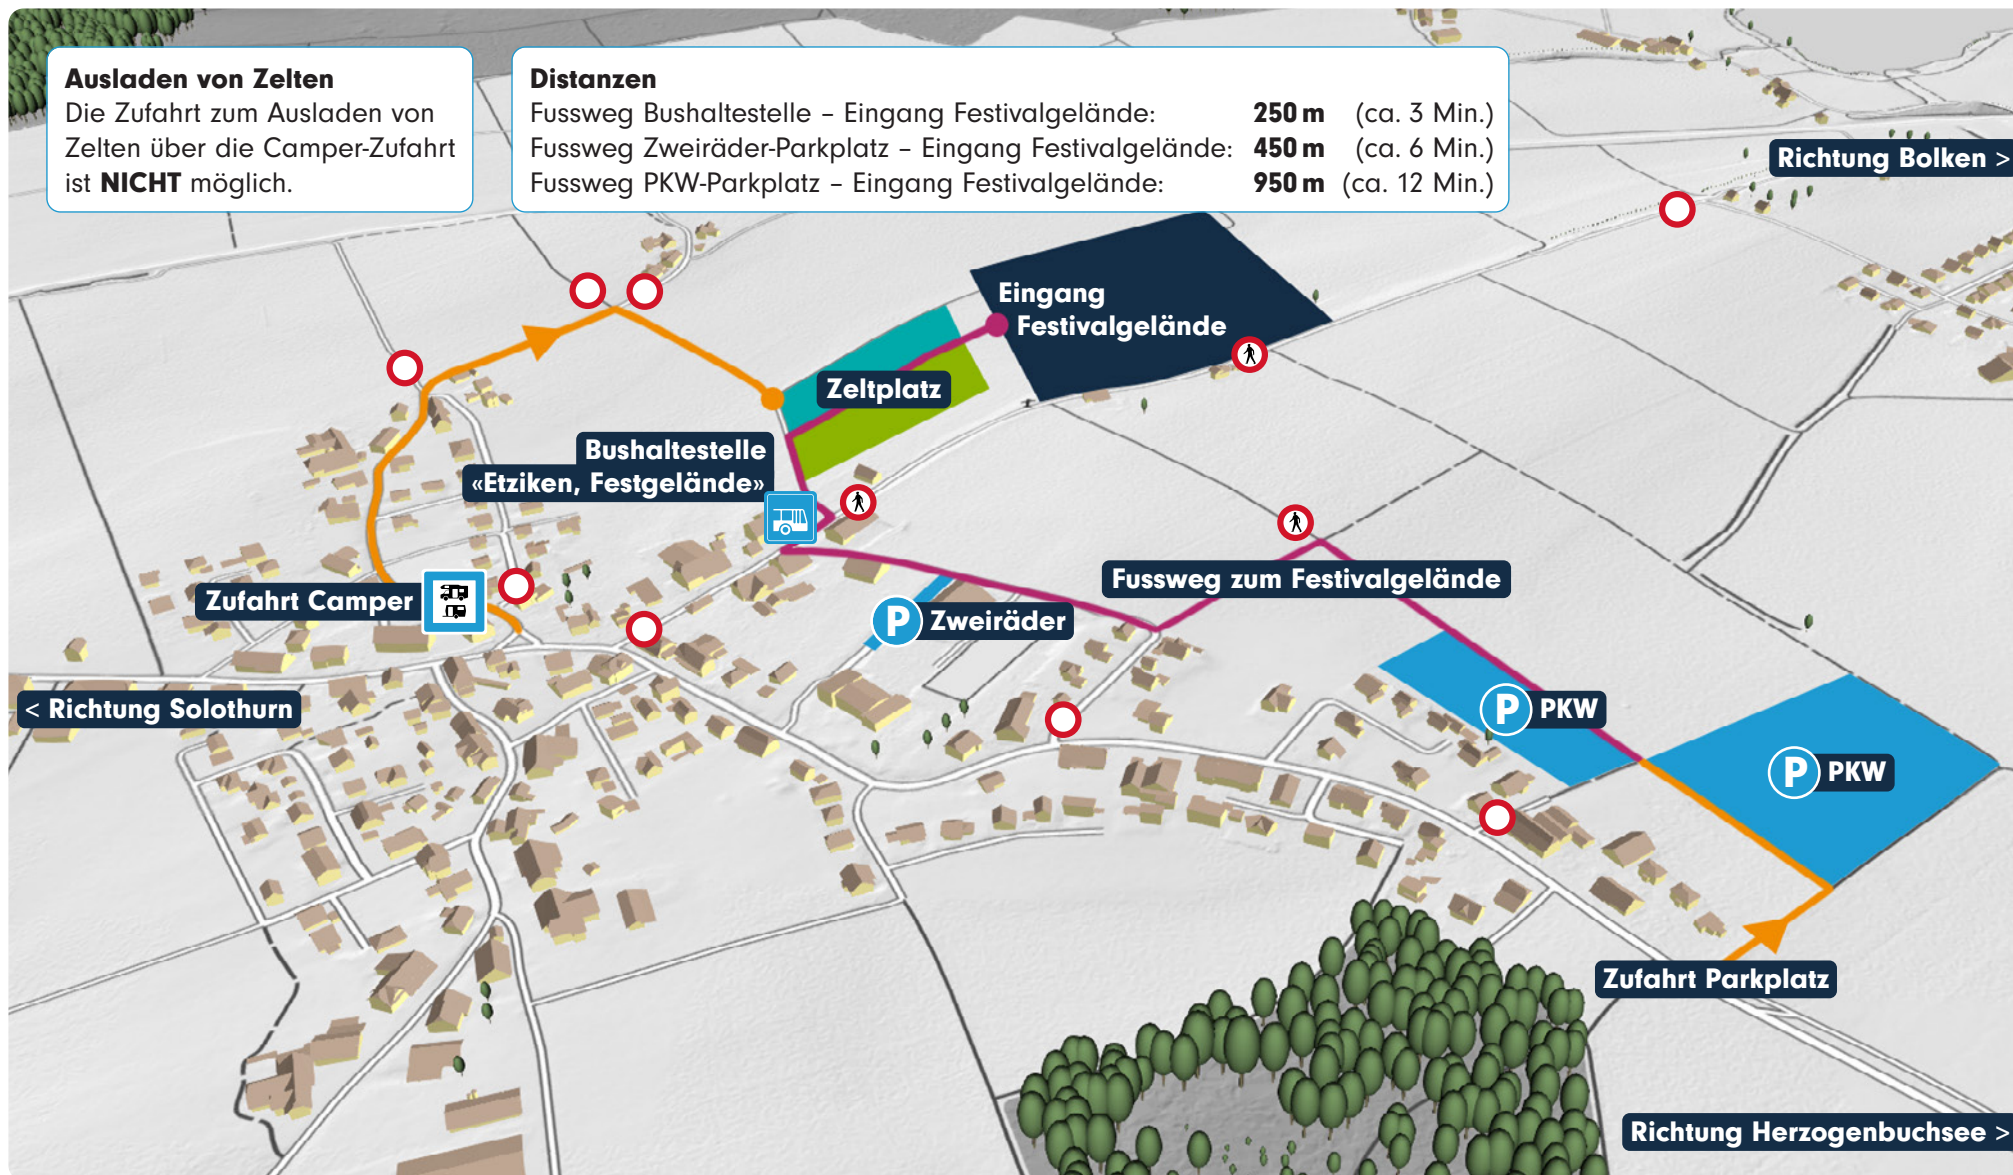 Ausladen von Zelten
Die Zufahrt zum Ausladen von
Zelten über die Camper-Zufahrt
ist NICHT möglich.
Distanzen
Fussweg Bushaltestelle – Eingang Festivalgelände: 250 m (ca. 3 Min.)
Fussweg Zweiräder-Parkplatz – Eingang Festivalgelände: 450 m (ca. 6 Min.)
Fussweg PKW-Parkplatz – Eingang Festivalgelände: 950 m (ca. 12 Min.)
Richtung Bolken >
Eingang
Festivalgelände
Zeltplatz
Bushaltestelle
«Etziken, Festgelände»
Fussweg zum Festivalgelände
Zufahrt Camper
P Zweiräder
< Richtung Solothurn
P PKW
P PKW
Zufahrt Parkplatz
Richtung Herzogenbuchsee >